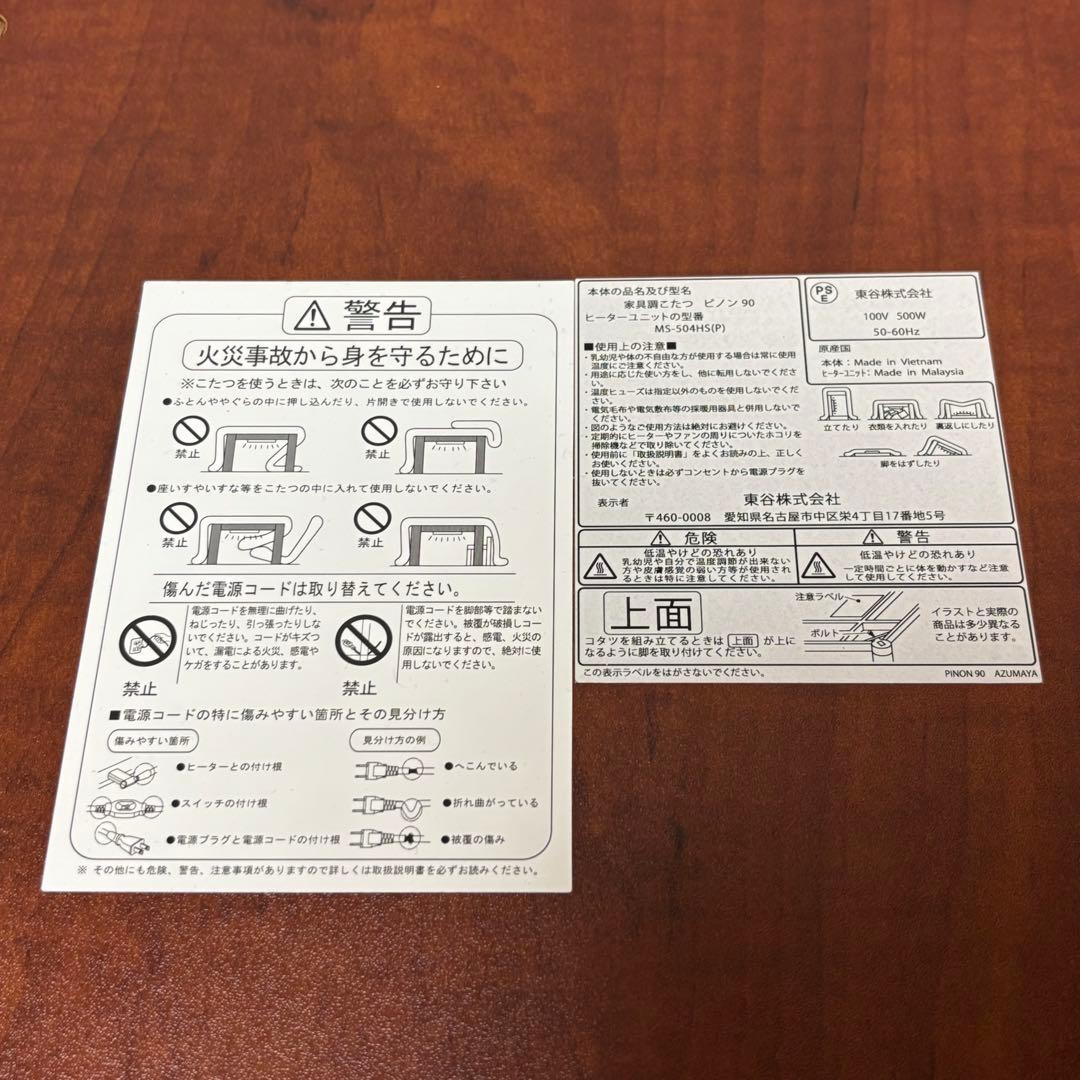 警告
火災事故から身を守るために
※こたつを使うときは、次のことを必ずお守り下さい
●ふとんややぐらの中に押し込んだり、片開きで使用しないでください。
禁止
禁止
●座いすやいすな等をこたつの中に入れて使用しないでください。
禁止
禁止
傷んだ電源コードは取り替えてください。
電源コードを無理に曲げたり、
ねじったり、引っ張ったりしな
いでください。コードがキズつ
いて、漏電による火災、感電や
ケガをすることがあります。
禁止
電源コードを脚部等で踏まない
でください。被覆が破損しコー
ドが露出すると、感電、火災の
原因になりますので、絶対に使
用しないでください。
禁止
■電源コードの特に傷みやすい箇所とその見分け方
傷みやすい箇所
●ヒーターとの付け根
●スイッチの付け根
●電源プラグと電源コードの付け根
見分け方の例
●へこんでいる
●折れ曲がっている
●被覆の傷み
※ その他にも危険、警告、注意事項がありますので詳しくは取扱説明書を必ずお読みください。
本体の品名及び型名
家具調こたつ ピノン 90
ヒーターユニットの型番
MS-504HS(P)
■使用上の注意■
・乳幼児や体の不自由な方が使用する場合は常に使用
温度にご注意ください。
・用途に応じた使い方をし、他に転用しないでくださ
い。
・温度ヒューズは指定以外のものを使用しないでくだ
さい。
・電気毛布や電気敷布等の採暖用器具と併用しないで
ください。
・図のようなご使用方法は絶対にお避けください。
・定期的にヒーターやファンの周りについたホコリを
掃除機などで取り除いてください。
・使用前に「取扱説明書」をよくお読みの上、正しく
お使いください。
・使用しないときは必ずコンセントから電源プラグを
抜いてください。
表示者 東谷株式会社
〒460-0008 愛知県名古屋市中区栄4丁目17番地5号
PS
E
東谷株式会社
100V 500W
50-60Hz
原産国
本体：Made in Vietnam
ヒーターユニット：Made in Malaysia
立てたり 衣類を入れたり 裏返しにしたり
脚をはずしたり
危険
低温やけどの恐れあり
乳幼児や自分で温度調節が出来ない
方や皮膚感覚の弱い方等が使用され
るときは特に注意してください。
警告
低温やけどの恐れあり
一定時間ごとに体を動かすなど注意
して使用してください。
上面
コタツを組み立てるときは 上面 が上に
なるように脚を取り付けてください。
注意ラベル
ボルト
イラストと実際の
商品は多少異なる
ことがあります。
この表示ラベルをはがさないでください。
PINON 90 AZUMAYA